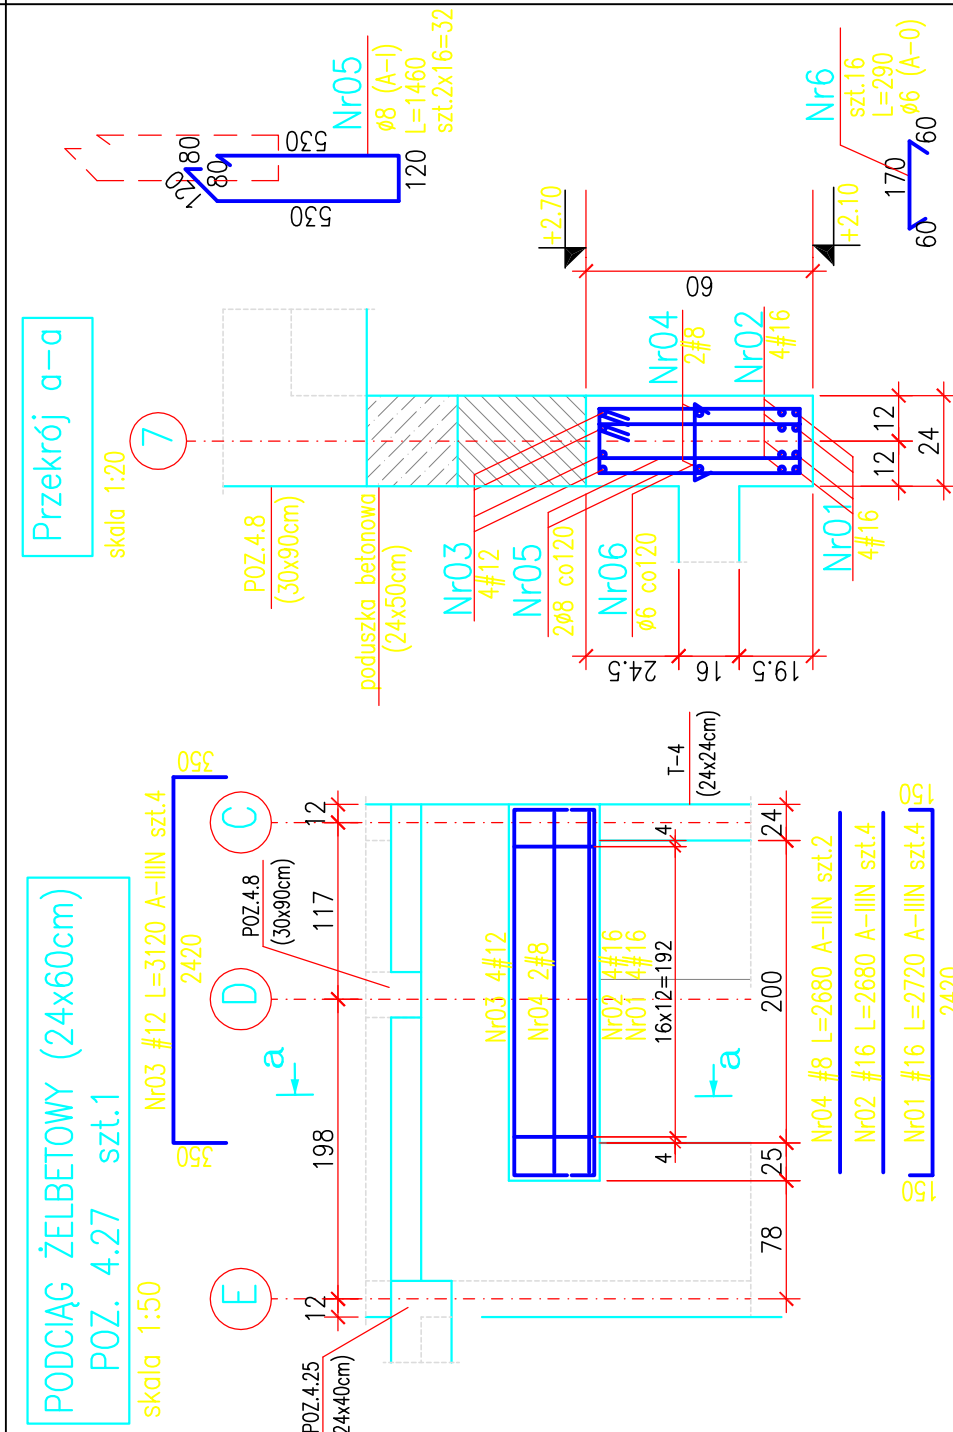 PODCIĄG ŻELBETOWY (24x60cm)
POZ. 4.27 szt.1
skala 1:50
Nr03 #12 L=3120 A-IIIN szt.4
350
2420
350
E
D
C
12
198
117
12
POZ.4.25
24x40cm)
POZ.4.8
(30x90cm)
a
a
Nr03 4#12
Nr04 2#8
Nr02 4#16
Nr01 4#16
16x12=192
4
4
T-4
(24x24cm)
78
25
200
24
Nr04 #8 L=2680 A-IIIN szt.2
Nr02 #16 L=2680 A-IIIN szt.4
Nr01 #16 L=2720 A-IIIN szt.4
150
2420
150
Przekrój a-a
skala 1:20
7
POZ.4.8
(30x90cm)
poduszka betonowa
(24x50cm)
Nr03
4#12
Nr05
2ø8 co120
Nr06
ø6 co120
Nr04
2#8
Nr02
4#16
Nr01
4#16
24.5
16
19.5
60
12
12
24
+2.70
+2.10
Nr05
ø8 (A-I)
L=1460
szt.2x16=32
120
80
80
530
530
120
Nr6
szt.16
L=290
ø6 (A-0)
60
170
60